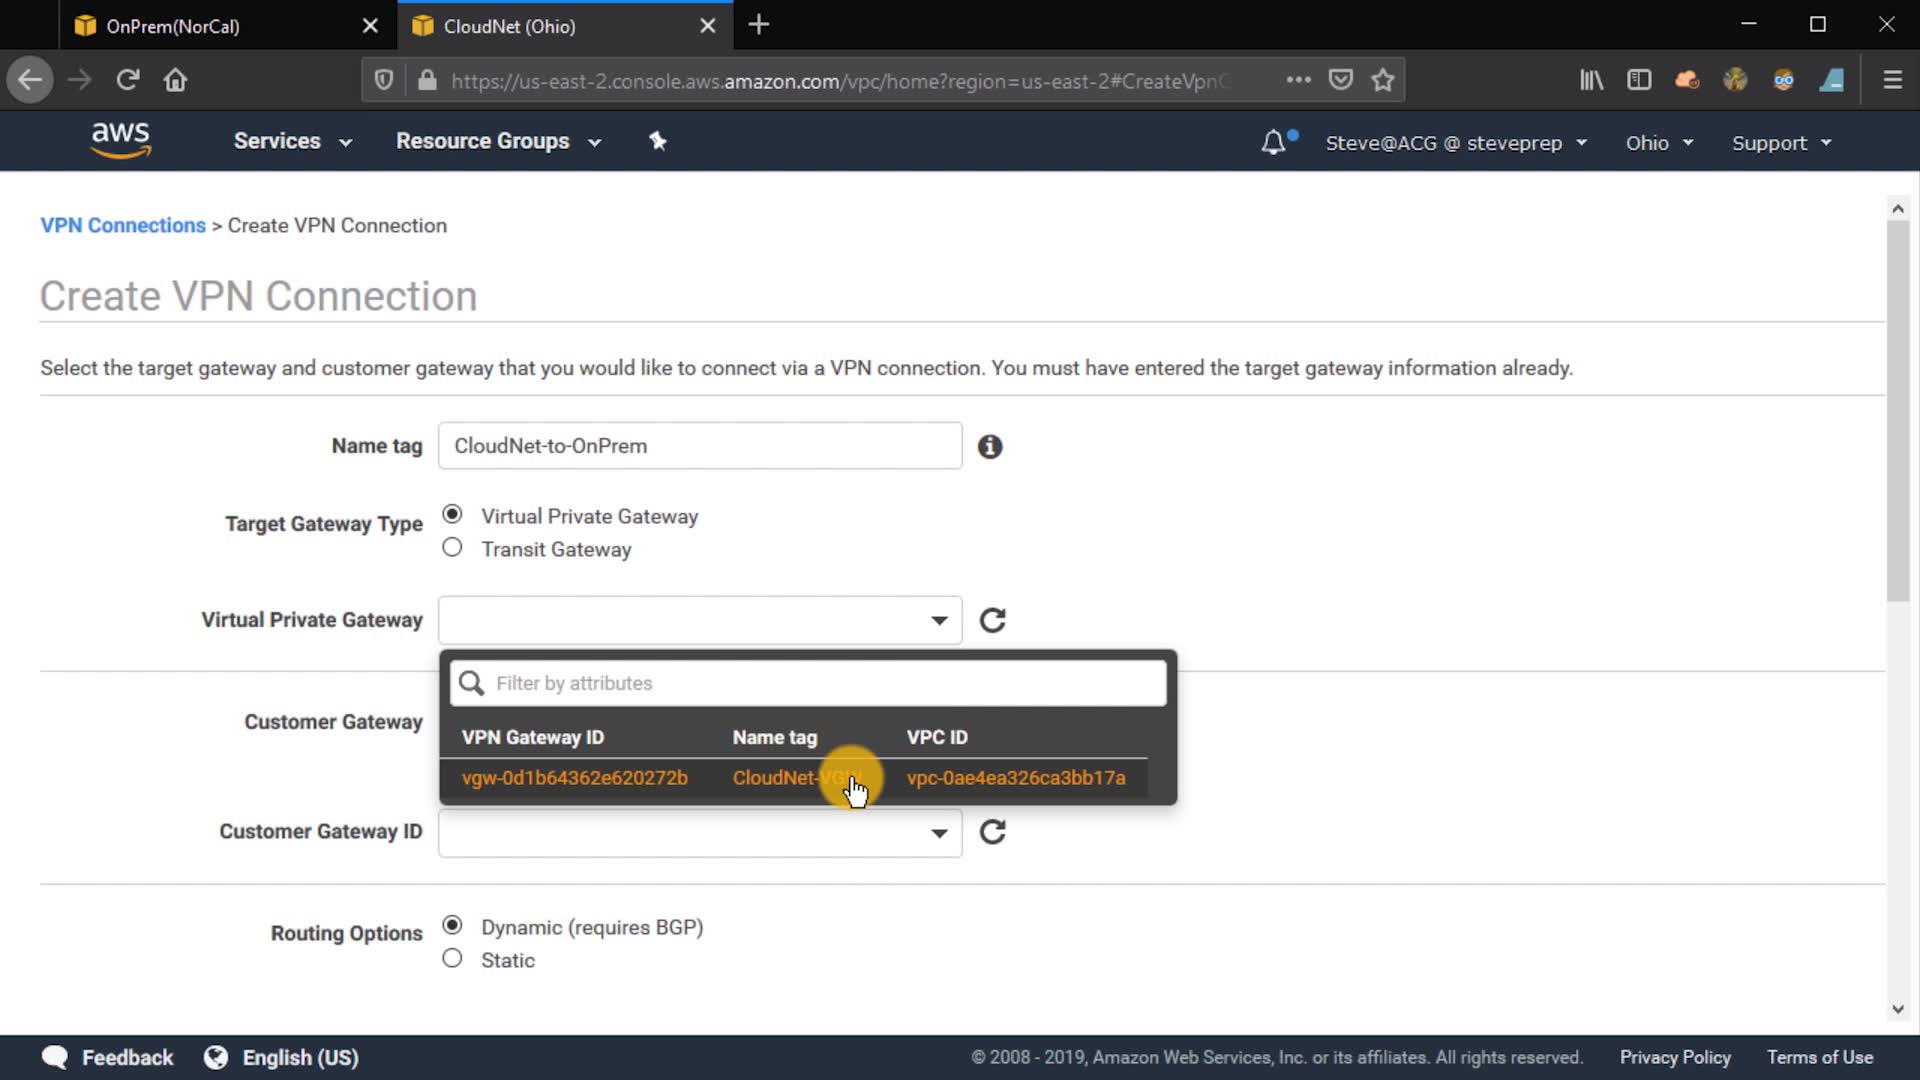 OnPrem(NorCal)
CloudNet (Ohio)
https://us-east-2.console.aws.amazon.com/vpc/home?region=us-east-2#CreateVpn
aws
Services
Resource Groups
Steve@ACG @ steveprep
Ohio
Support
VPN Connections > Create VPN Connection
Create VPN Connection
Select the target gateway and customer gateway that you would like to connect via a VPN connection. You must have entered the target gateway information already.
Name tag
CloudNet-to-OnPrem
Target Gateway Type
Virtual Private Gateway
Transit Gateway
Virtual Private Gateway
Filter by attributes
Customer Gateway
VPN Gateway ID Name tag VPC ID
vgw-0d1b64362e620272b CloudNet-VGW vpc-0ae4ea326ca3bb17a
Customer Gateway ID
Routing Options
Dynamic (requires BGP)
Static
Feedback
English (US)
© 2008 - 2019, Amazon Web Services, Inc. or its affiliates. All rights reserved.
Privacy Policy
Terms of Use